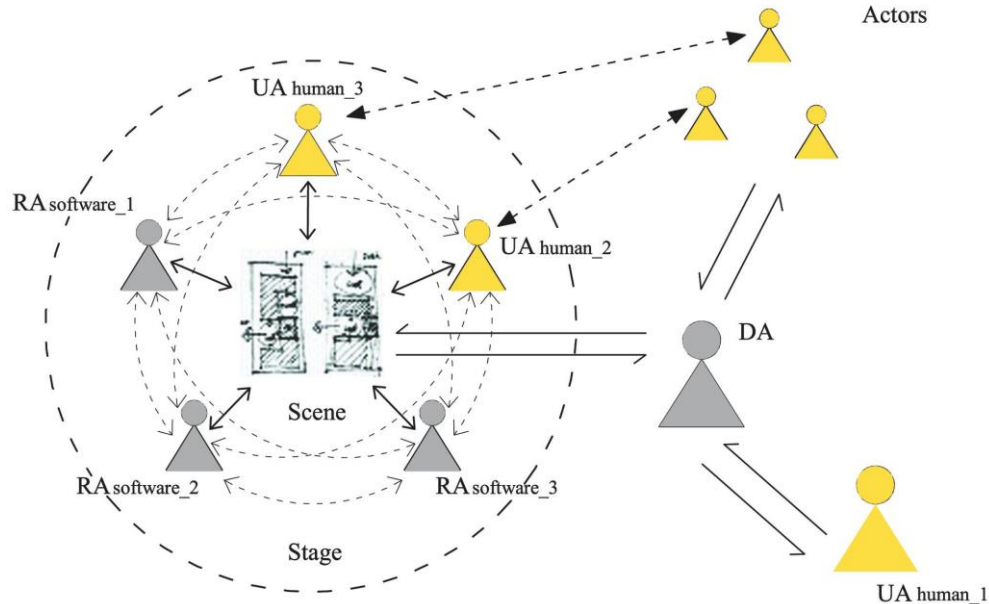 Actors
UA human_3
RA software_1
UA human_2
DA
Scene
RA software_2
RA software_3
Stage
UA human_1